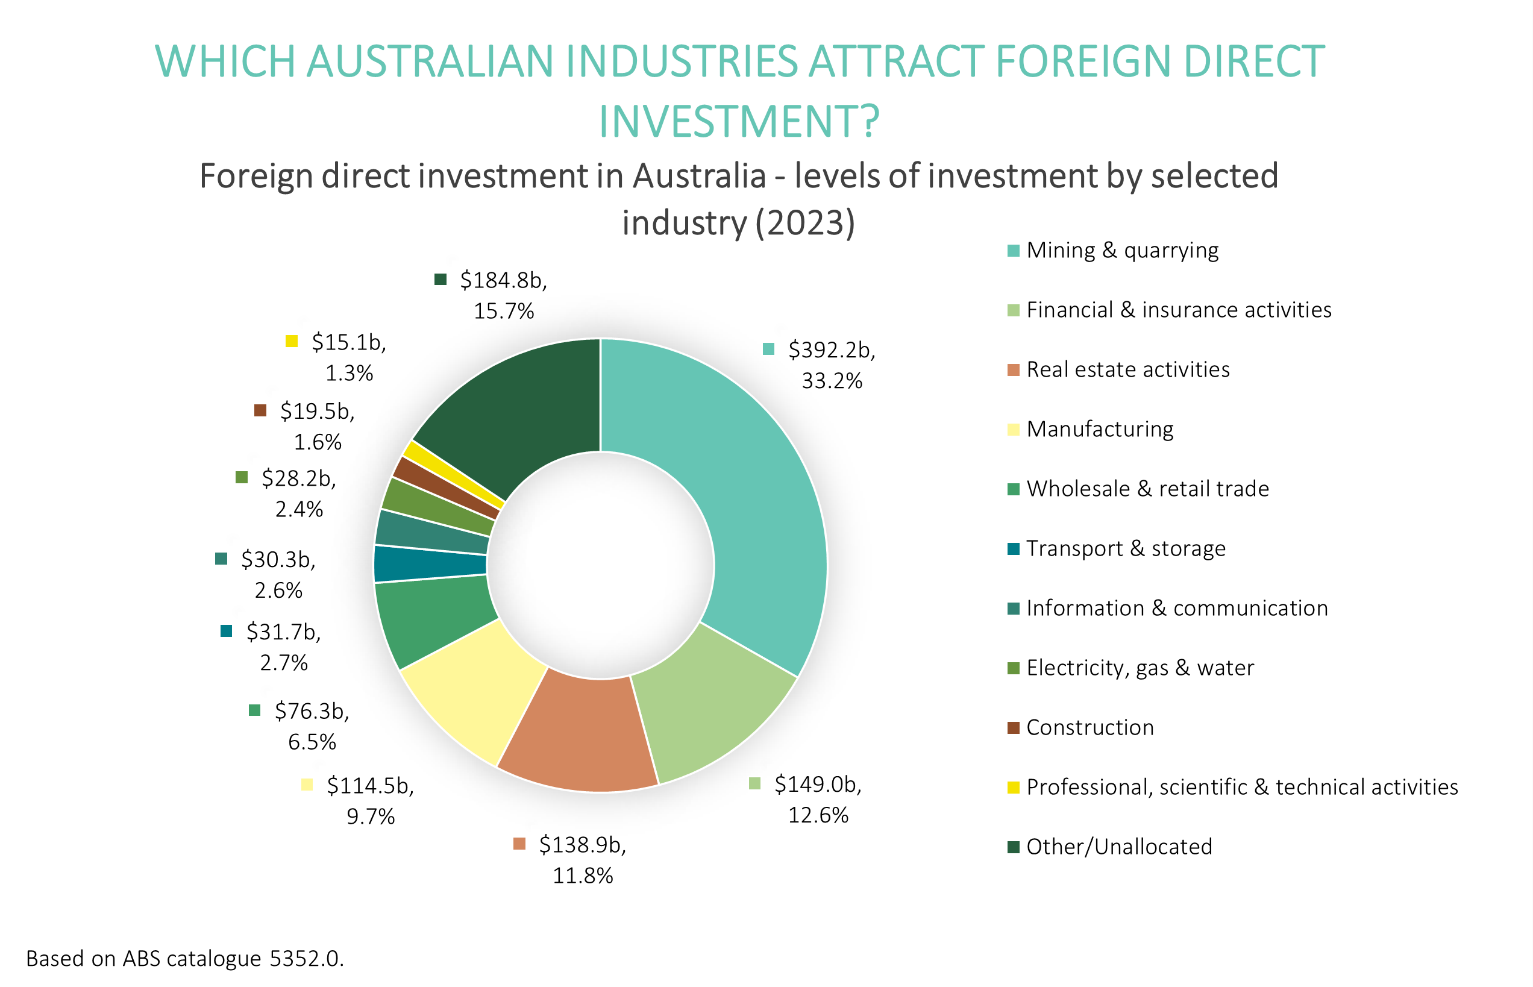 WHICH AUSTRALIAN INDUSTRIES ATTRACT FOREIGN DIRECT
INVESTMENT?
Foreign direct investment in Australia - levels of investment by selected
industry (2023)
$392.2b,
33.2%
$149.0b,
12.6%
$138.9b,
11.8%
$114.5b,
9.7%
$76.3b,
6.5%
$31.7b,
2.7%
$30.3b,
2.6%
$28.2b,
2.4%
$19.5b,
1.6%
$15.1b,
1.3%
$184.8b,
15.7%
Mining & quarrying
Financial & insurance activities
Real estate activities
Manufacturing
Wholesale & retail trade
Transport & storage
Information & communication
Electricity, gas & water
Construction
Professional, scientific & technical activities
Other/Unallocated
Based on ABS catalogue 5352.0.